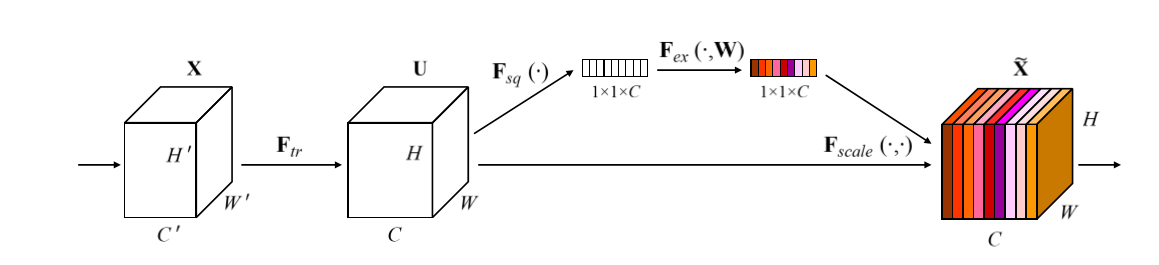 X
U
F_sq (·)
F_ex (·,W)
X̃
1×1×C
1×1×C
H′
F_tr
H
F_scale (·,·)
H
W′
W
W
C′
C
C